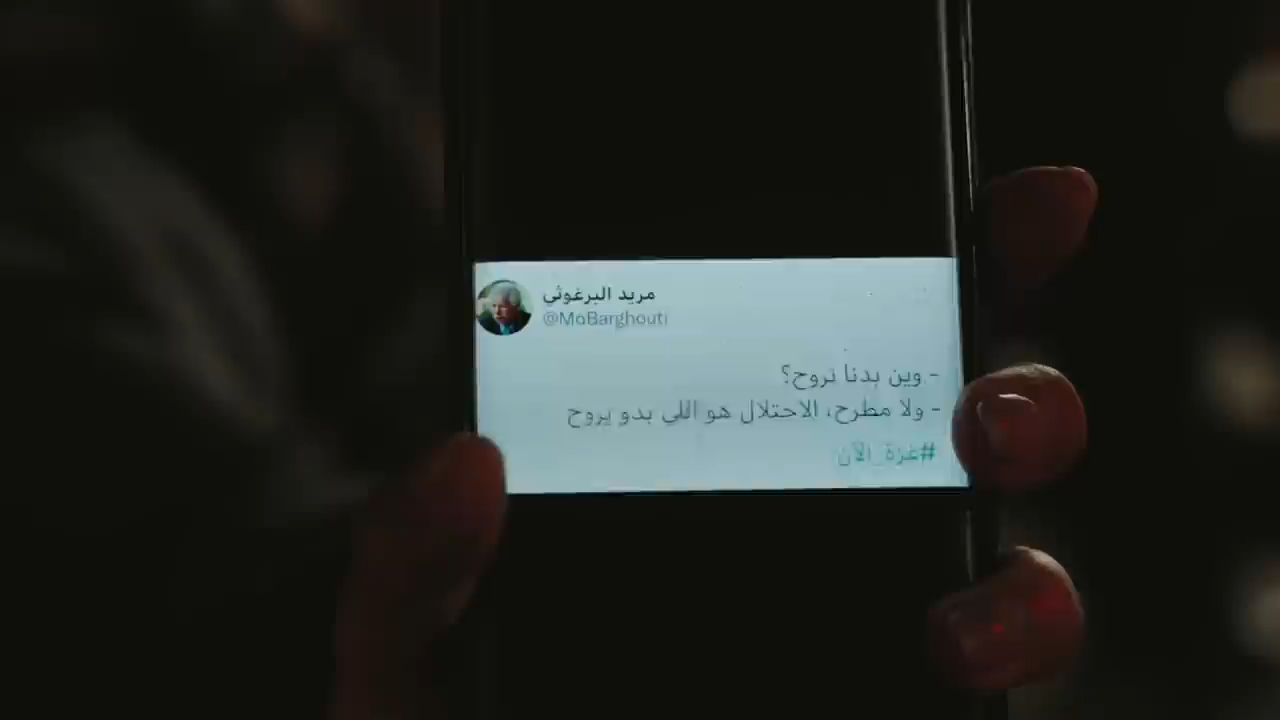 مريد البرغوثي
@MoBarghouti
- وين بدنا نروح؟
- ولا مطرح، الاحتلال هو اللي بدو يروح
#غزة_الآن